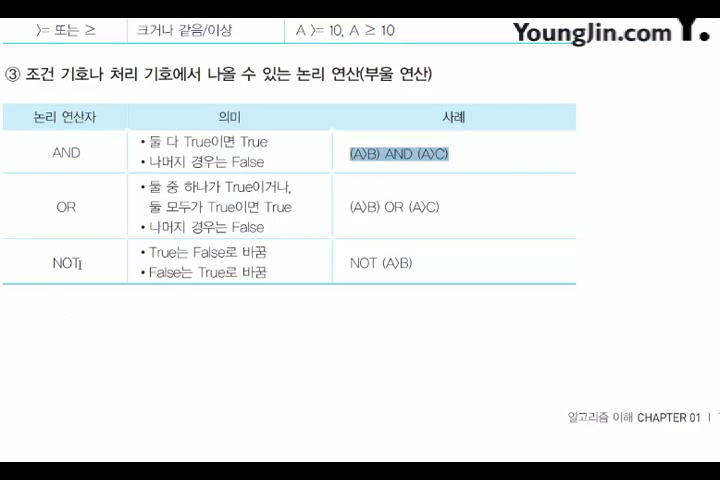 〉= 또는 ≥ 크거나 같음/이상 A 〉= 10, A ≥ 10
YoungJin.com Y.
③ 조건 기호나 처리 기호에서 나올 수 있는 논리 연산(부울 연산)
논리 연산자 의미 사례
AND
• 둘 다 True이면 True
• 나머지 경우는 False
(A〉B) AND (A〉C)
OR
• 둘 중 하나가 True이거나,
둘 모두가 True이면 True
• 나머지 경우는 False
(A〉B) OR (A〉C)
NOT
• True는 False로 바꿈
• False는 True로 바꿈
NOT (A〉B)
알고리즘 이해 CHAPTER 01 |